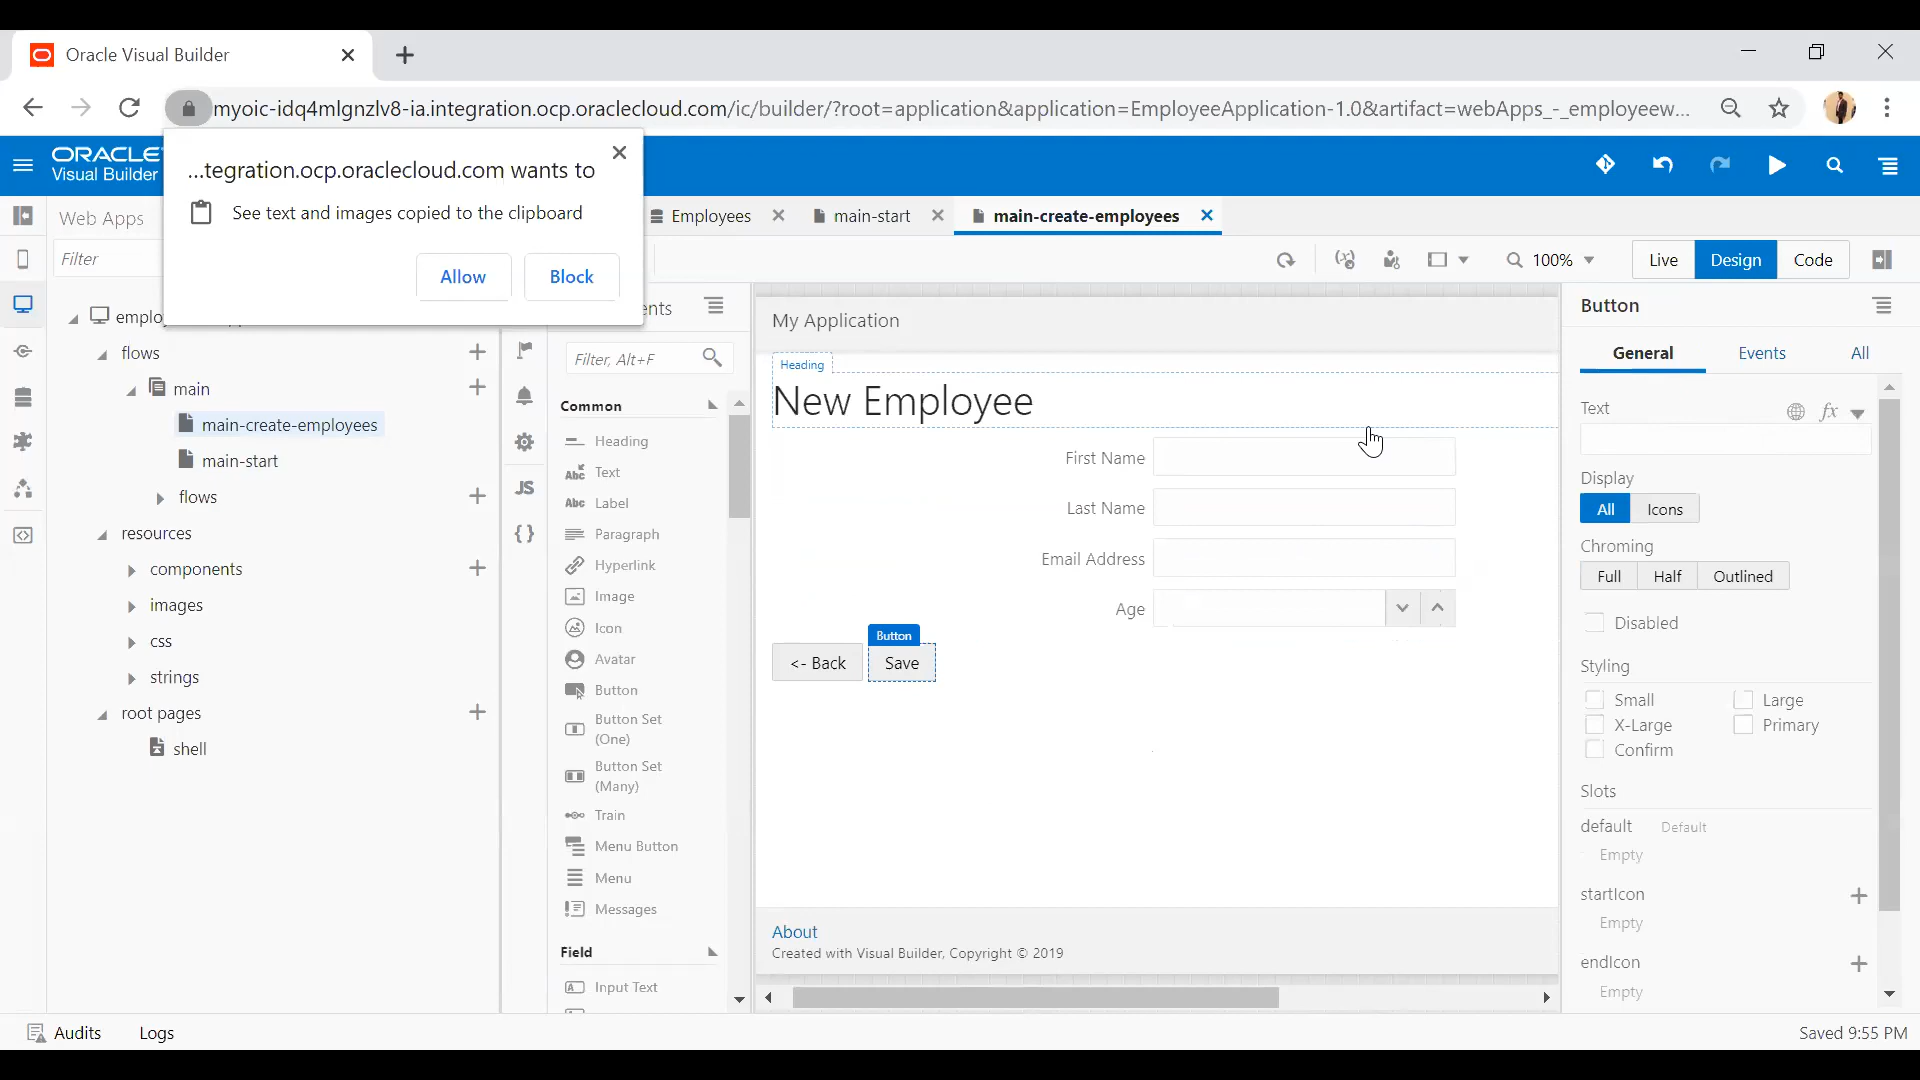 Oracle Visual Builder
myoic-idq4mlgnzlv8-ia.integration.ocp.oraclecloud.com/ic/builder/?root=application&application=EmployeeApplication-1.0&artifact=webApps_-_employeew...
ORACLE
Visual Builder
...tegration.ocp.oraclecloud.com wants to
See text and images copied to the clipboard
Allow
Block
Web Apps
Employees
main-start
main-create-employees
Filter
100%
Live
Design
Code
flows
main
main-create-employees
main-start
flows
resources
components
images
css
strings
root pages
shell
JS
{ }
Filter, Alt+F
Common
Heading
Abc Text
Abc Label
Paragraph
Hyperlink
Image
Icon
Avatar
Button
Button Set
(One)
Button Set
(Many)
Train
Menu Button
Menu
Messages
Field
Input Text
My Application
Heading
New Employee
First Name
Last Name
Email Address
Age
Button
<- Back
Save
About
Created with Visual Builder, Copyright © 2019
Button
General
Events
All
Text
fx
Display
All
Icons
Chroming
Full
Half
Outlined
Disabled
Styling
Small
Large
X-Large
Primary
Confirm
Slots
default Default
Empty
startIcon
Empty
endIcon
Empty
Audits
Logs
Saved 9:55 PM